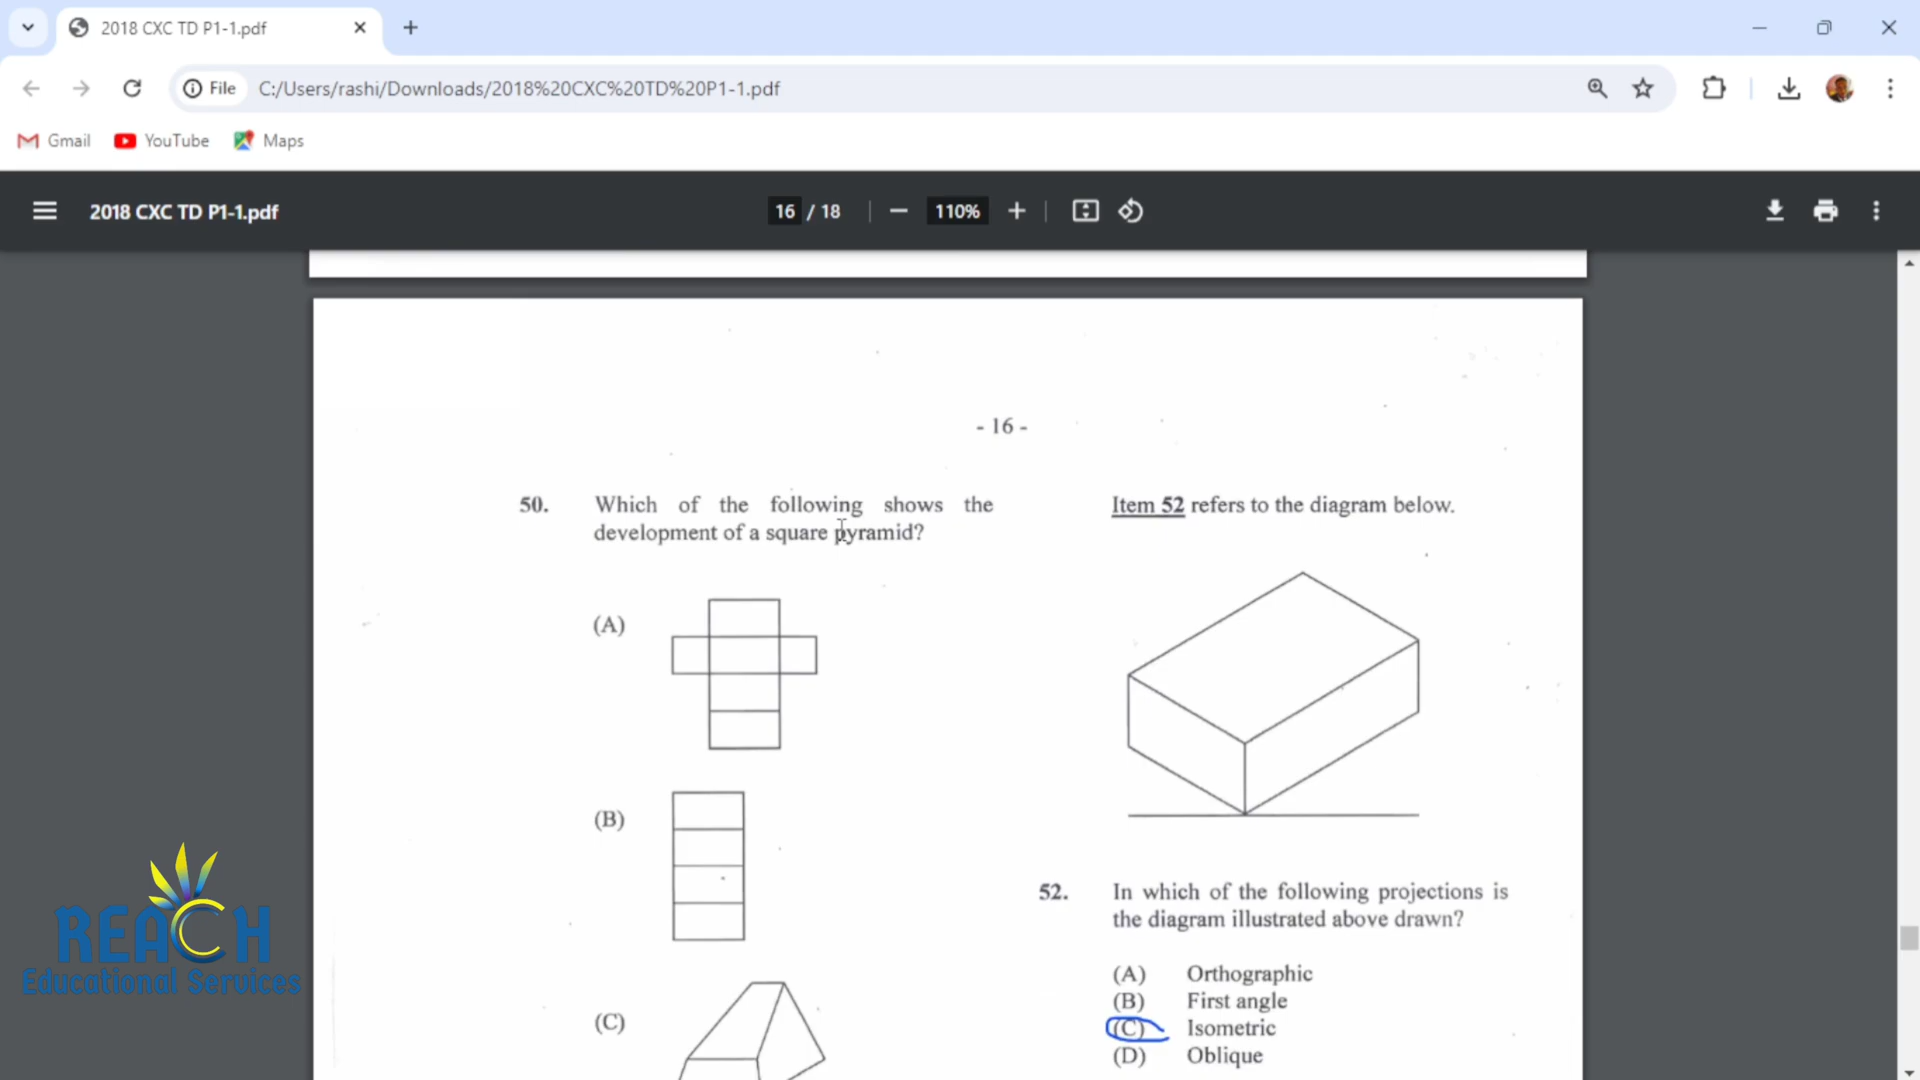 2018 CXC TD P1-1.pdf
File C:/Users/rashi/Downloads/2018%20CXC%20TD%20P1-1.pdf
Gmail YouTube Maps
2018 CXC TD P1-1.pdf 16 / 18 110%
- 16 -
50. Which of the following shows the
development of a square pyramid?
(A)
(B)
(C)
Item 52 refers to the diagram below.
52. In which of the following projections is
the diagram illustrated above drawn?
(A) Orthographic
(B) First angle
(C) Isometric
(D) Oblique
REACH
Educational Services